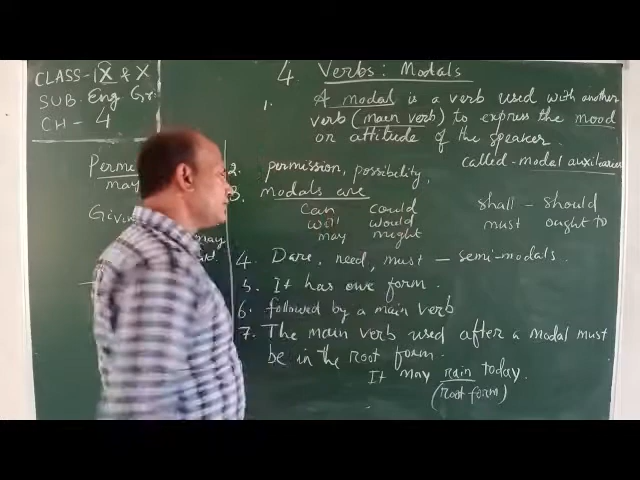 CLASS-IX & X
SUB. Eng Gr.
CH - 4
may
may
4. Verbs: Modals
1. A modal is a verb used with another
verb (main verb) to express the mood
or attitude of the speaker.
called-modal auxiliaries
2. permission, possibility,
3. modals are
Can could shall - should
will would must ought to
may might
4. Dare, need, must - semi-modals.
5. It has one form.
6. followed by a main verb
7. The main verb used after a modal must
be in the root form.
It may rain today.
(root form)